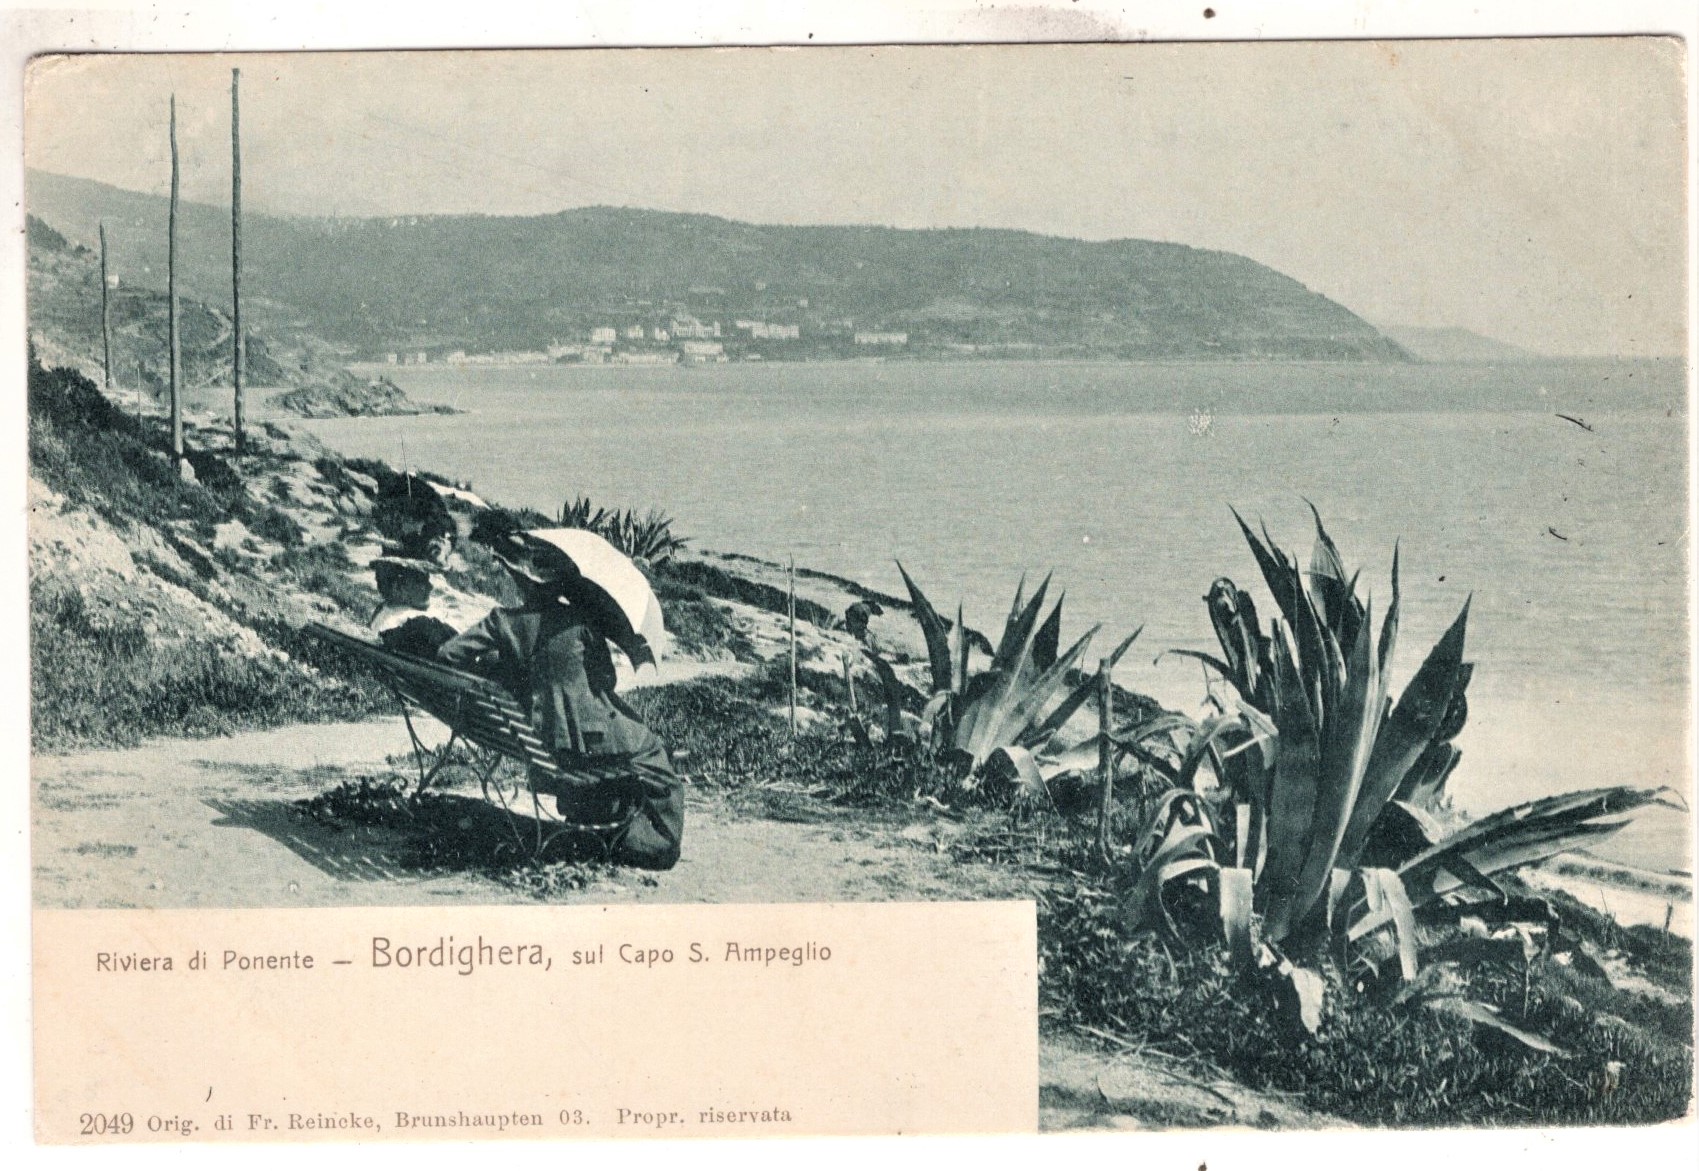 Riviera di Ponente – Bordighera, sul Capo S. Ampeglio
2049 Orig. di Fr. Reincke, Brunshaupten 03. Propr. riservata